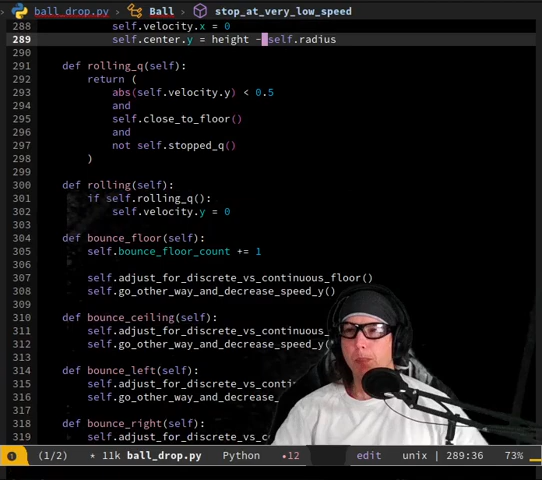 ball_drop.py > Ball > stop_at_very_low_speed
288 self.velocity.x = 0
289 self.center.y = height - self.radius
290
291 def rolling_q(self):
292 return (
293 abs(self.velocity.y) < 0.5
294 and
295 self.close_to_floor()
296 and
297 not self.stopped_q()
298 )
299
300 def rolling(self):
301 if self.rolling_q():
302 self.velocity.y = 0
303
304 def bounce_floor(self):
305 self.bounce_floor_count += 1
306
307 self.adjust_for_discrete_vs_continuous_floor()
308 self.go_other_way_and_decrease_speed_y()
309
310 def bounce_ceiling(self):
311 self.adjust_for_discrete_vs_continuous_
312 self.go_other_way_and_decrease_speed_y(
313
314 def bounce_left(self):
315 self.adjust_for_discrete_vs_conti
316 self.go_other_way_and_decrease_
317
318 def bounce_right(self):
319 self.adjust_for_discrete_vs_c
(1/2) * 11k ball_drop.py Python •12 edit unix | 289:36 73%